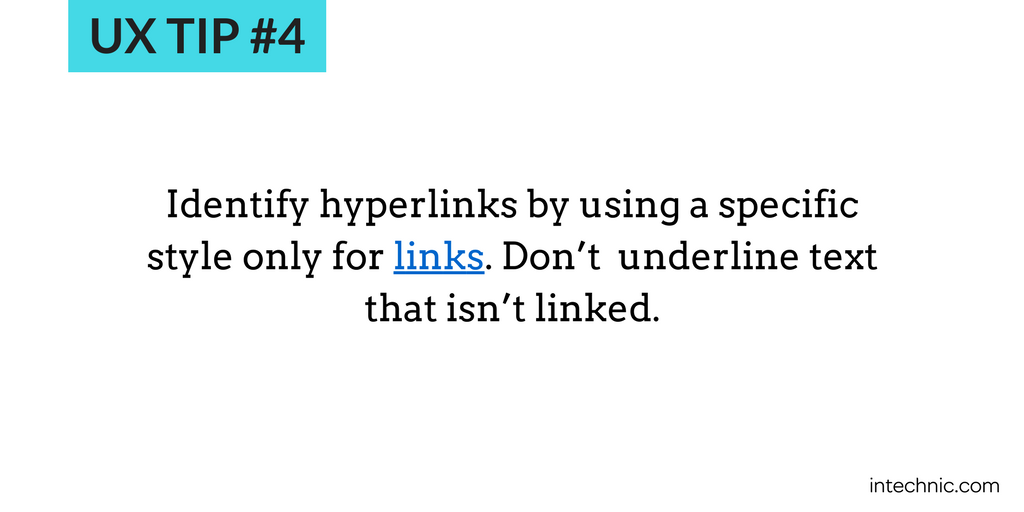 UX TIP #4
Identify hyperlinks by using a specific
style only for links. Don’t  underline text
that isn’t linked.
intechnic.com